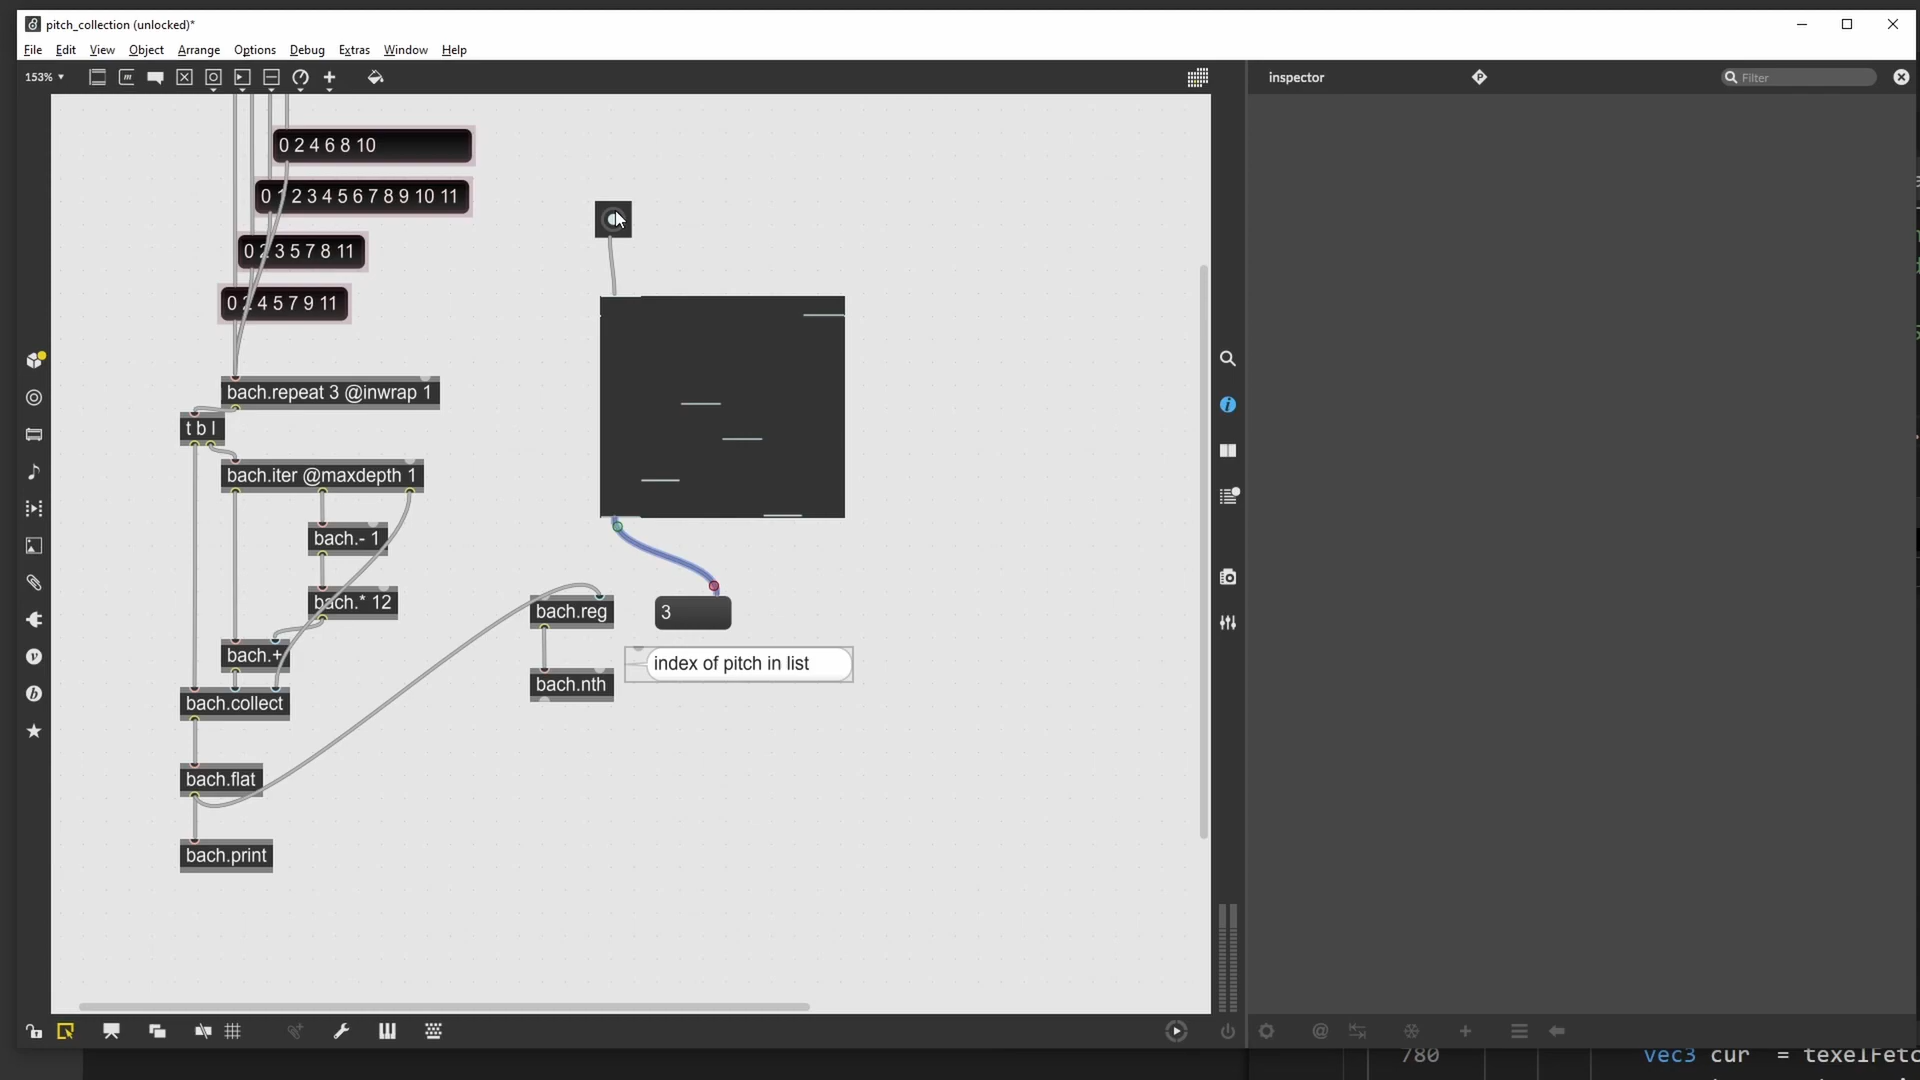 pitch_collection (unlocked)*
File Edit View Object Arrange Options Debug Extras Window Help
153%
inspector
Filter
0 2 4 6 8 10
0 1 2 3 4 5 6 7 8 9 10 11
0 2 3 5 7 8 11
0 2 4 5 7 9 11
bach.repeat 3 @inwrap 1
t b l
bach.iter @maxdepth 1
bach.- 1
bach.* 12
bach.+
bach.collect
bach.flat
bach.print
bach.reg
3
index of pitch in list
bach.nth
780
vec3 cur = texelFetc